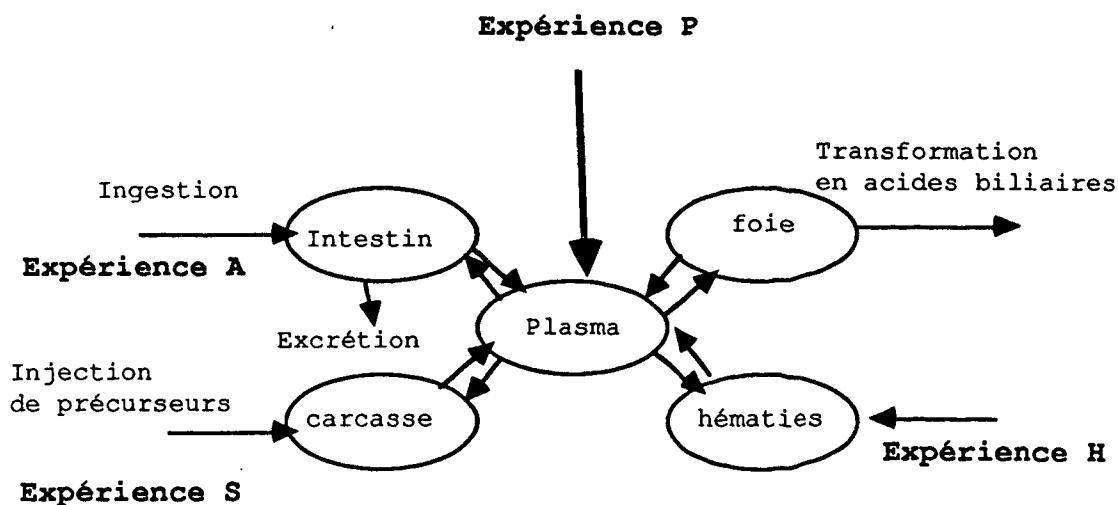 Expérience P
Transformation
en acides biliaires
Ingestion
foie
Intestin
Expérience A
Plasma
Excrétion
Injection
de précurseurs
carcasse
hématies
Expérience H
Expérience S